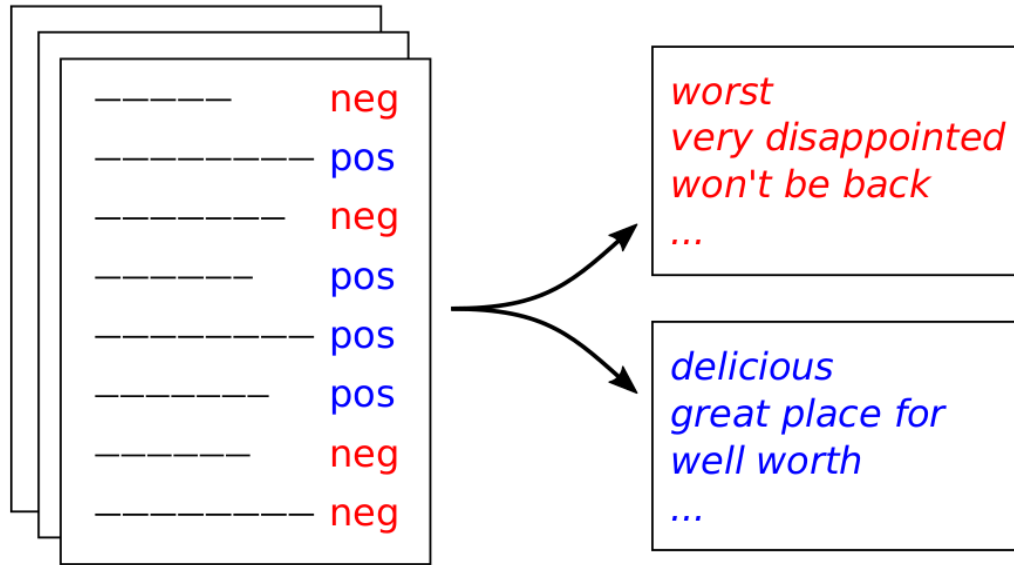 neg
pos
neg
pos
pos
pos
neg
neg
worst
very disappointed
won't be back
...
delicious
great place for
well worth
...